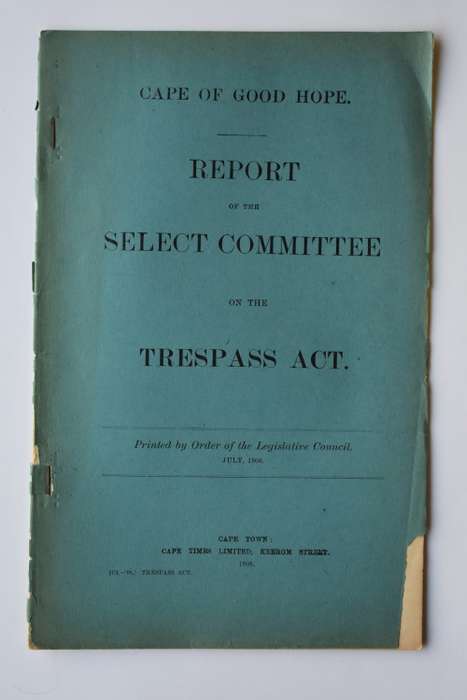 CAPE OF GOOD HOPE.
REPORT
OF THE
SELECT COMMITTEE
ON THE
TRESPASS ACT.
Printed by Order of the Legislative Council.
JULY, 1908.
CAPE TOWN:
CAPE TIMES LIMITED, KEEROM STREET.
1908.
TRESPASS ACT.